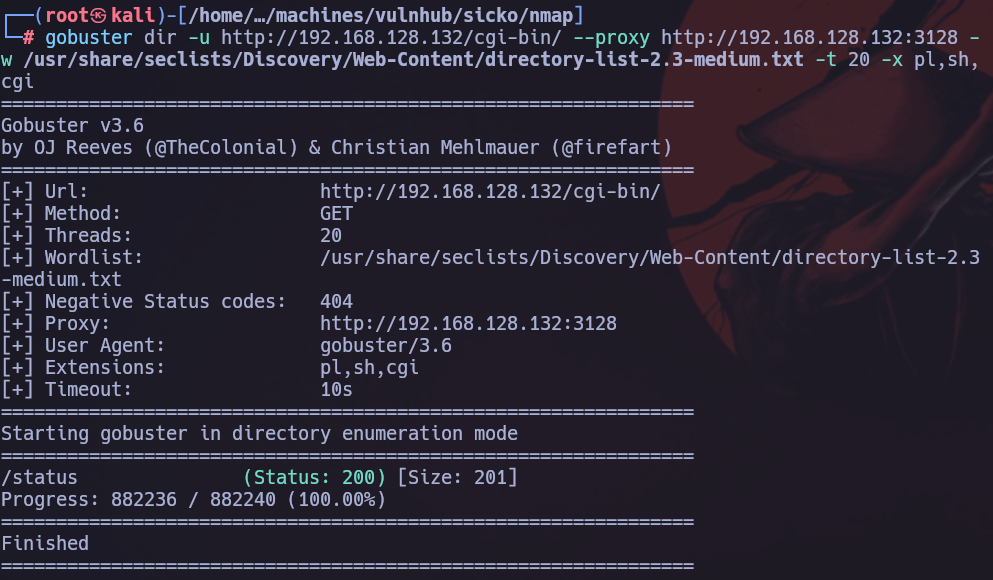 ┌──(root㉿kali)-[/home/…/machines/vulnhub/sicko/nmap]
└─# gobuster dir -u http://192.168.128.132/cgi-bin/ --proxy http://192.168.128.132:3128 -
w /usr/share/seclists/Discovery/Web-Content/directory-list-2.3-medium.txt -t 20 -x pl,sh,
cgi
===============================================================
Gobuster v3.6
by OJ Reeves (@TheColonial) & Christian Mehlmauer (@firefart)
===============================================================
[+] Url:                     http://192.168.128.132/cgi-bin/
[+] Method:                  GET
[+] Threads:                 20
[+] Wordlist:                /usr/share/seclists/Discovery/Web-Content/directory-list-2.3
-medium.txt
[+] Negative Status codes:   404
[+] Proxy:                   http://192.168.128.132:3128
[+] User Agent:              gobuster/3.6
[+] Extensions:              pl,sh,cgi
[+] Timeout:                 10s
===============================================================
Starting gobuster in directory enumeration mode
===============================================================
/status               (Status: 200) [Size: 201]
Progress: 882236 / 882240 (100.00%)
===============================================================
Finished
===============================================================